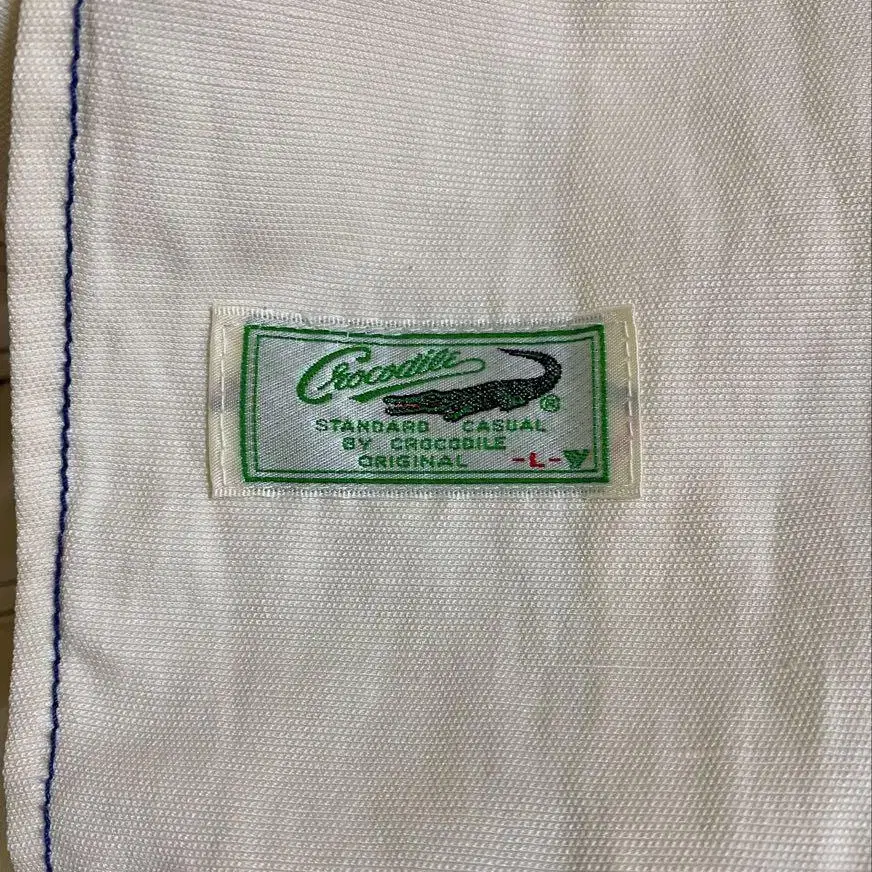 Crocodile
®
STANDARD CASUAL
BY CROCODILE
ORIGINAL -L-